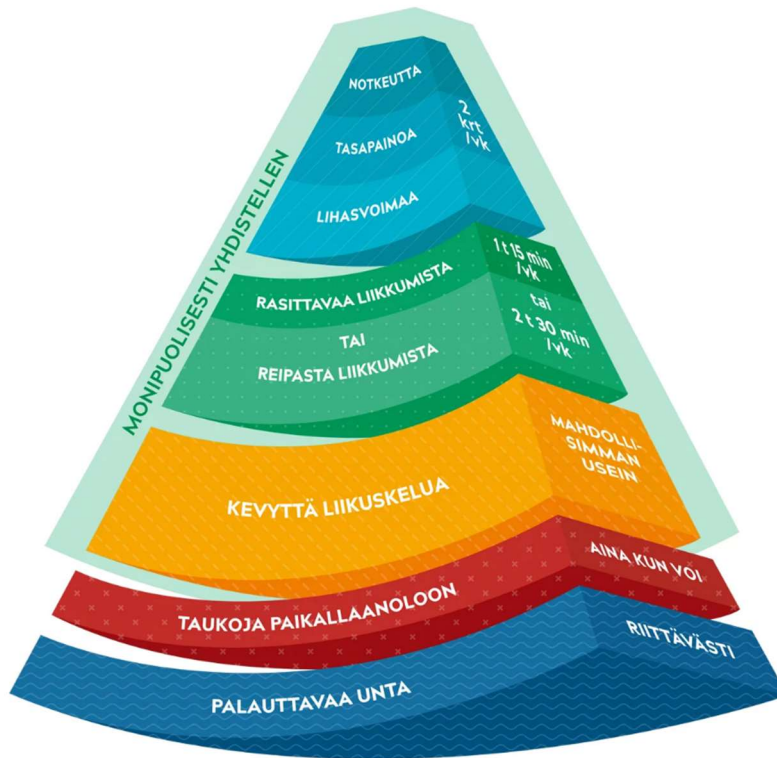 NOTKEUTTA
TASAPAINOA
LIHASVOIMAA
2
krt
/vk
MONIPUOLISESTI YHDISTELLEN
RASITTAVAA LIIKKUMISTA
TAI
REIPASTA LIIKKUMISTA
1 t 15 min
/vk
tai
2 t 30 min
/vk
KEVYTTÄ LIIKUSKELUA
MAHDOLLI-
SIMMAN
USEIN
TAUKOJA PAIKALLAANOLOON
AINA KUN VOI
PALAUTTAVAA UNTA
RIITTÄVÄSTI